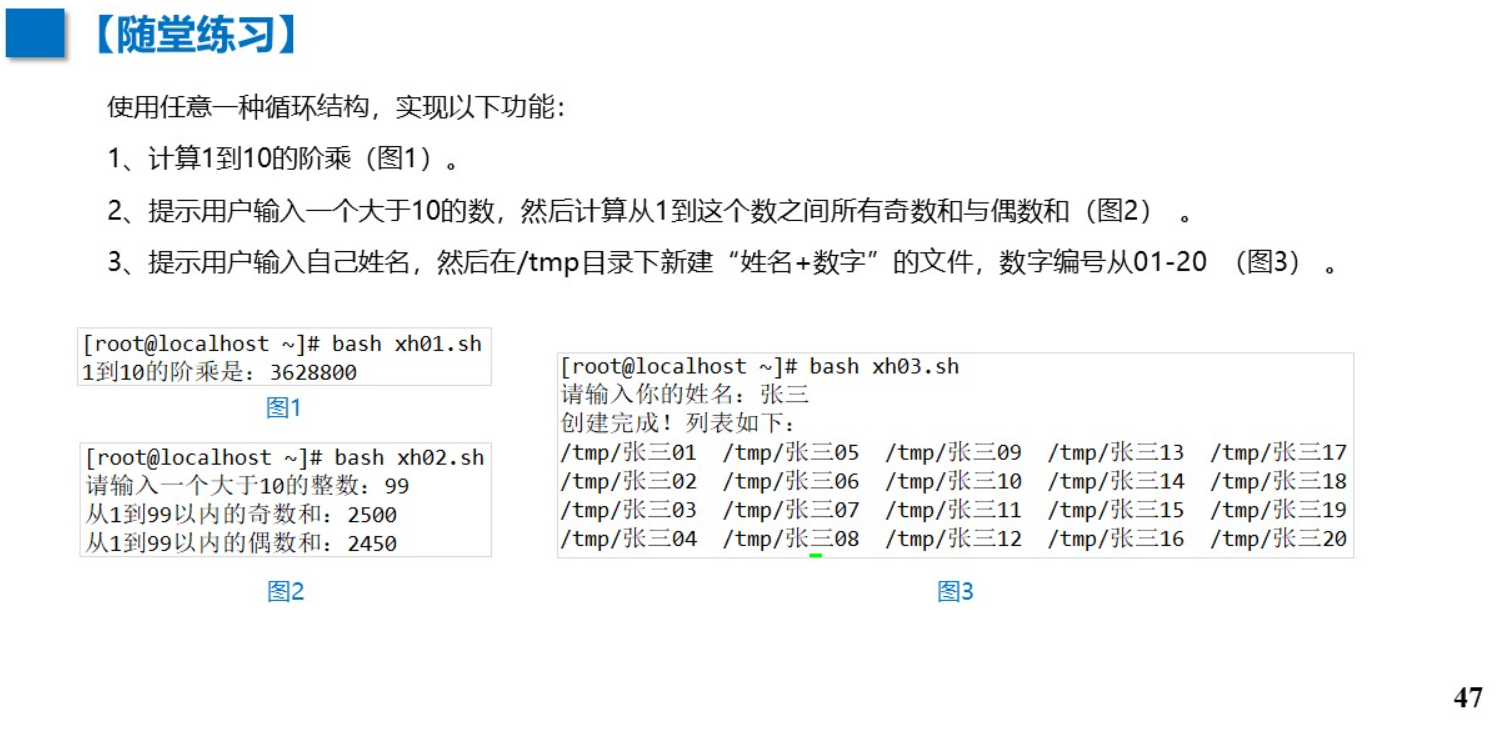 【随堂练习】
使用任意一种循环结构，实现以下功能：
1、计算1到10的阶乘（图1）。
2、提示用户输入一个大于10的数，然后计算从1到这个数之间所有奇数和与偶数和（图2） 。
3、提示用户输入自己姓名，然后在/tmp目录下新建“姓名+数字”的文件，数字编号从01-20 （图3） 。
[root@localhost ~]# bash xh01.sh
1到10的阶乘是：3628800
图1
[root@localhost ~]# bash xh02.sh
请输入一个大于10的整数：99
从1到99以内的奇数和：2500
从1到99以内的偶数和：2450
图2
[root@localhost ~]# bash xh03.sh
请输入你的姓名：张三
创建完成！列表如下：
/tmp/张三01 /tmp/张三05 /tmp/张三09 /tmp/张三13 /tmp/张三17
/tmp/张三02 /tmp/张三06 /tmp/张三10 /tmp/张三14 /tmp/张三18
/tmp/张三03 /tmp/张三07 /tmp/张三11 /tmp/张三15 /tmp/张三19
/tmp/张三04 /tmp/张三08 /tmp/张三12 /tmp/张三16 /tmp/张三20
图3
47